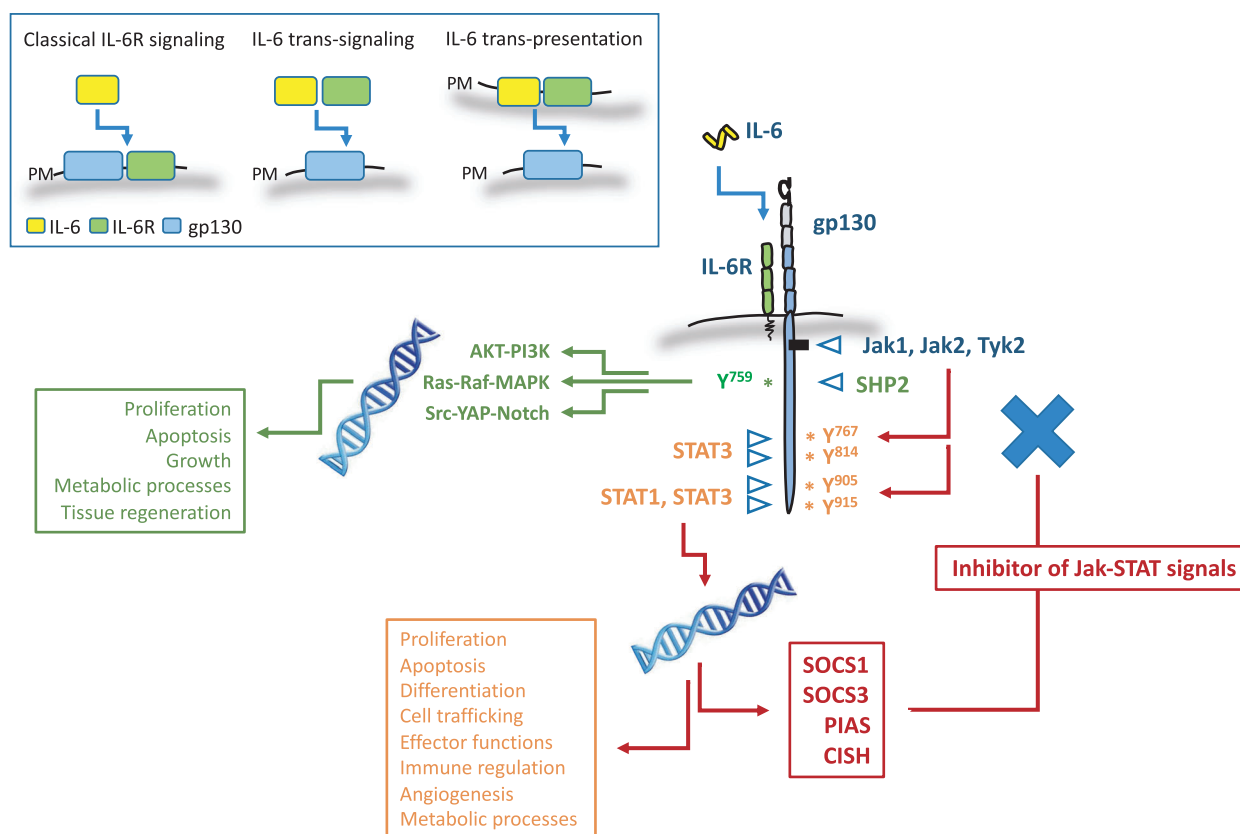 Classical IL-6R signaling
IL-6 trans-signaling
IL-6 trans-presentation
PM
PM
PM
PM
IL-6
IL-6R
gp130
IL-6
gp130
IL-6R
Jak1, Jak2, Tyk2
AKT-PI3K
Ras-Raf-MAPK
Src-YAP-Notch
Y759 *
SHP2
Proliferation
Apoptosis
Growth
Metabolic processes
Tissue regeneration
STAT3
* Y767
* Y814
STAT1, STAT3
* Y905
* Y915
Inhibitor of Jak-STAT signals
Proliferation
Apoptosis
Differentiation
Cell trafficking
Effector functions
Immune regulation
Angiogenesis
Metabolic processes
SOCS1
SOCS3
PIAS
CISH